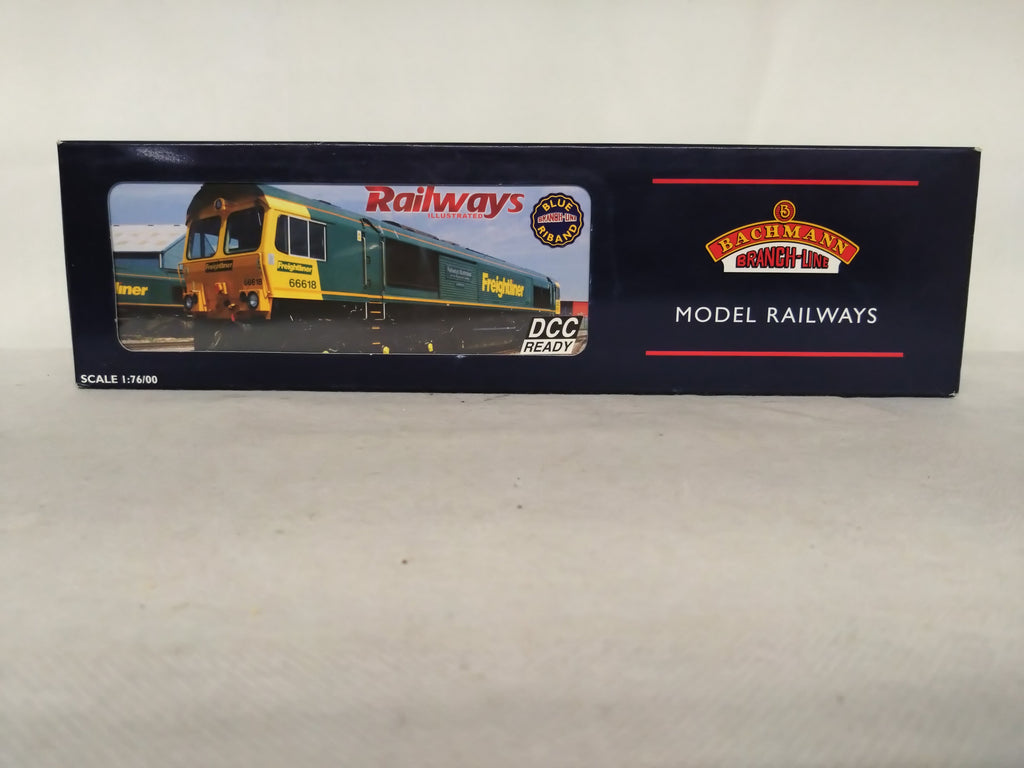 Railways
ILLUSTRATED
BLUE
BRANCH-LINE
RIBAND
Freightliner
66618
Freightliner
66618
Freightliner
liner
DCC
READY
SCALE 1:76/00
B
BACHMANN
BRANCH-LINE
MODEL RAILWAYS